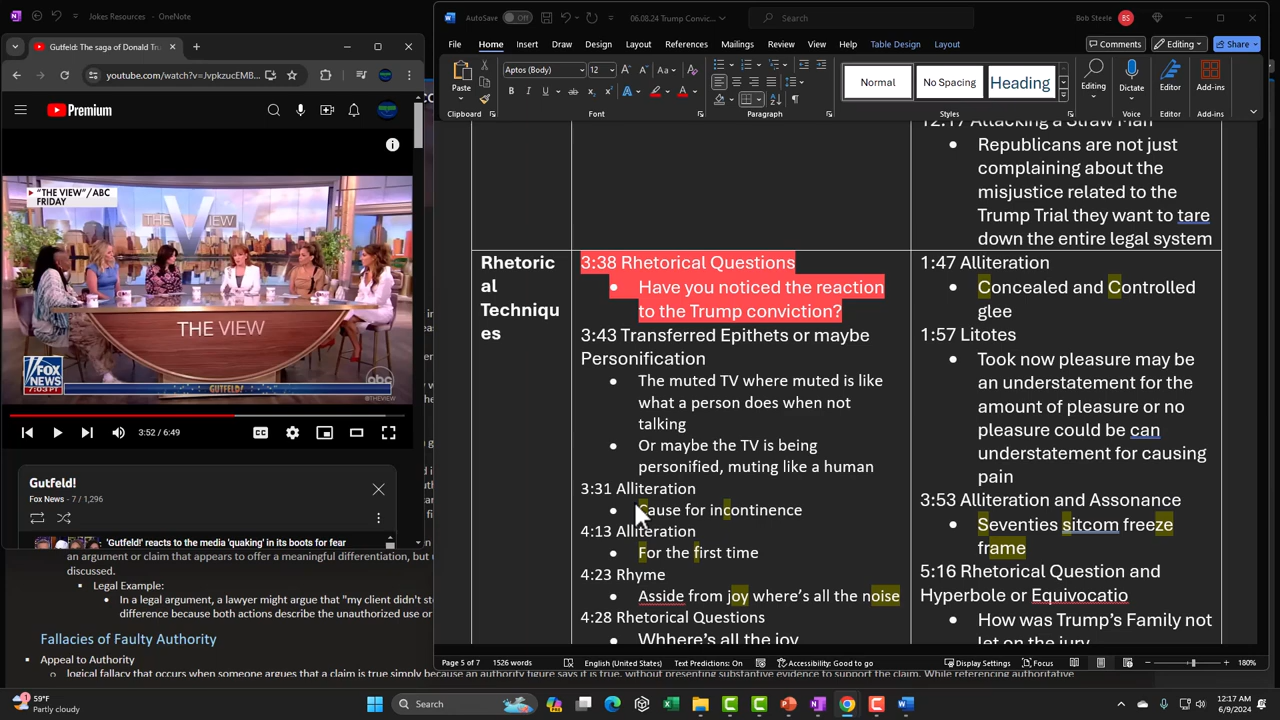 Jokes Resources - OneNote
Gutfeld: The saga of Donald Tru
youtube.com/watch?v=JvpkzucEMB...
Premium
"THE VIEW"/ABC
FRIDAY
THE VIEW
THE VIEW
FOX
NEWS
7:03 PM
GUTFELD!
abc
@THEVIEW
3:52 / 6:49
Gutfeld!
Fox News - 7 / 1,296
'Gutfeld' reacts to the media 'quaking' in its boots for fear
an argument or claim that appears to offer a meaningful differentiation, but
discussed.
Legal Example:
In a legal argument, a lawyer might argue that "my client didn't st
difference because both actions describe the unauthorized use or
Fallacies of Faulty Authority
Appeal to Authority
logical fallacy that occurs when someone argues that a claim is true simply because an authority figure says it is true, without presenting substantive evidence to support the claim. While referencing authoritative
AutoSave Off
06.08.24 Trump Convic...
Search
Bob Steele BS
File Home Insert Draw Design Layout References Mailings Review View Help Table Design Layout
Comments Editing Share
Paste
Aptos (Body) 12
Normal No Spacing Heading
Editing Dictate Editor Add-ins
Clipboard Font Paragraph Styles Voice Editor Add-ins
12:17 Attacking a Straw Man
Republicans are not just
complaining about the
misjustice related to the
Trump Trial they want to tare
down the entire legal system
Rhetoric
al
Techniqu
es
3:38 Rhetorical Questions
Have you noticed the reaction
to the Trump conviction?
3:43 Transferred Epithets or maybe
Personification
The muted TV where muted is like
what a person does when not
talking
Or maybe the TV is being
personified, muting like a human
3:31 Alliteration
Cause for incontinence
4:13 Alliteration
For the first time
4:23 Rhyme
Asside from joy where's all the noise
4:28 Rhetorical Questions
Whhere's all the joy
1:47 Alliteration
Concealed and Controlled
glee
1:57 Litotes
Took now pleasure may be
an understatement for the
amount of pleasure or no
pleasure could be can
understatement for causing
pain
3:53 Alliteration and Assonance
Seventies sitcom freeze
frame
5:16 Rhetorical Question and
Hyperbole or Equivocatio
How was Trump's Family not
let on the jury
Page 5 of 7 1526 words English (United States) Text Predictions: On Accessibility: Good to go Display Settings Focus 180%
59°F
Partly cloudy
Search
12:17 AM
6/9/2024